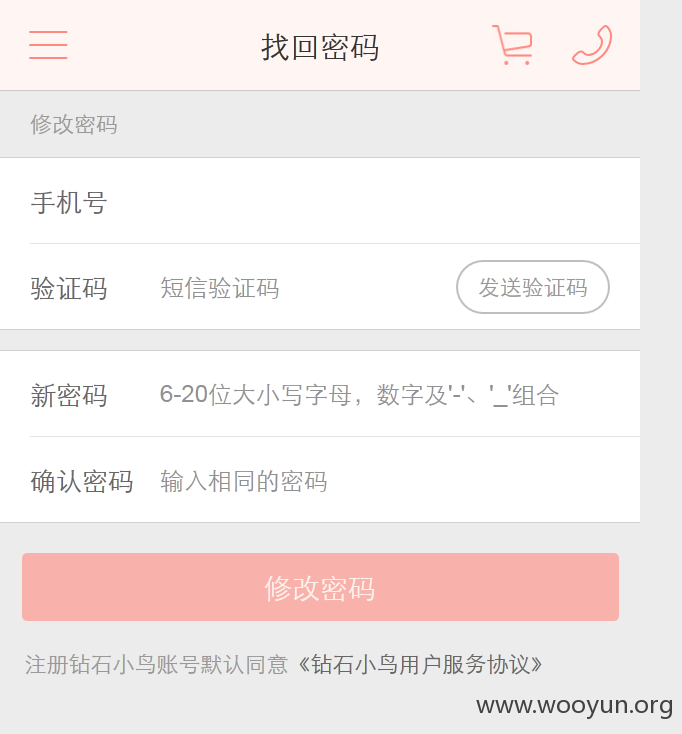 找回密码
修改密码
手机号
验证码 短信验证码 发送验证码
新密码 6-20位大小写字母，数字及'-'、'_'组合
确认密码 输入相同的密码
修改密码
注册钻石小鸟账号默认同意《钻石小鸟用户服务协议》
www.wooyun.org